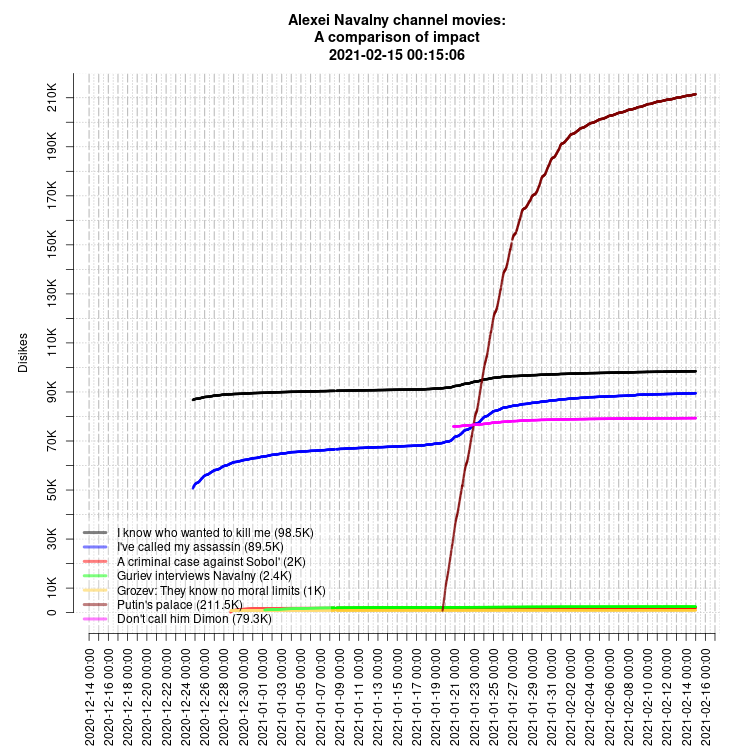 Alexei Navalny channel movies:
A comparison of impact
2021-02-15 00:15:06
Disikes
210K
190K
170K
150K
130K
110K
90K
70K
50K
30K
10K
0
I know who wanted to kill me (98.5K)
I've called my assassin (89.5K)
A criminal case against Sobol' (2K)
Guriev interviews Navalny (2.4K)
Grozev: They know no moral limits (1K)
Putin's palace (211.5K)
Don't call him Dimon (79.3K)
2020-12-14 00:00
2020-12-16 00:00
2020-12-18 00:00
2020-12-20 00:00
2020-12-22 00:00
2020-12-24 00:00
2020-12-26 00:00
2020-12-28 00:00
2020-12-30 00:00
2021-01-01 00:00
2021-01-03 00:00
2021-01-05 00:00
2021-01-07 00:00
2021-01-09 00:00
2021-01-11 00:00
2021-01-13 00:00
2021-01-15 00:00
2021-01-17 00:00
2021-01-19 00:00
2021-01-21 00:00
2021-01-23 00:00
2021-01-25 00:00
2021-01-27 00:00
2021-01-29 00:00
2021-01-31 00:00
2021-02-02 00:00
2021-02-04 00:00
2021-02-06 00:00
2021-02-08 00:00
2021-02-10 00:00
2021-02-12 00:00
2021-02-14 00:00
2021-02-16 00:00